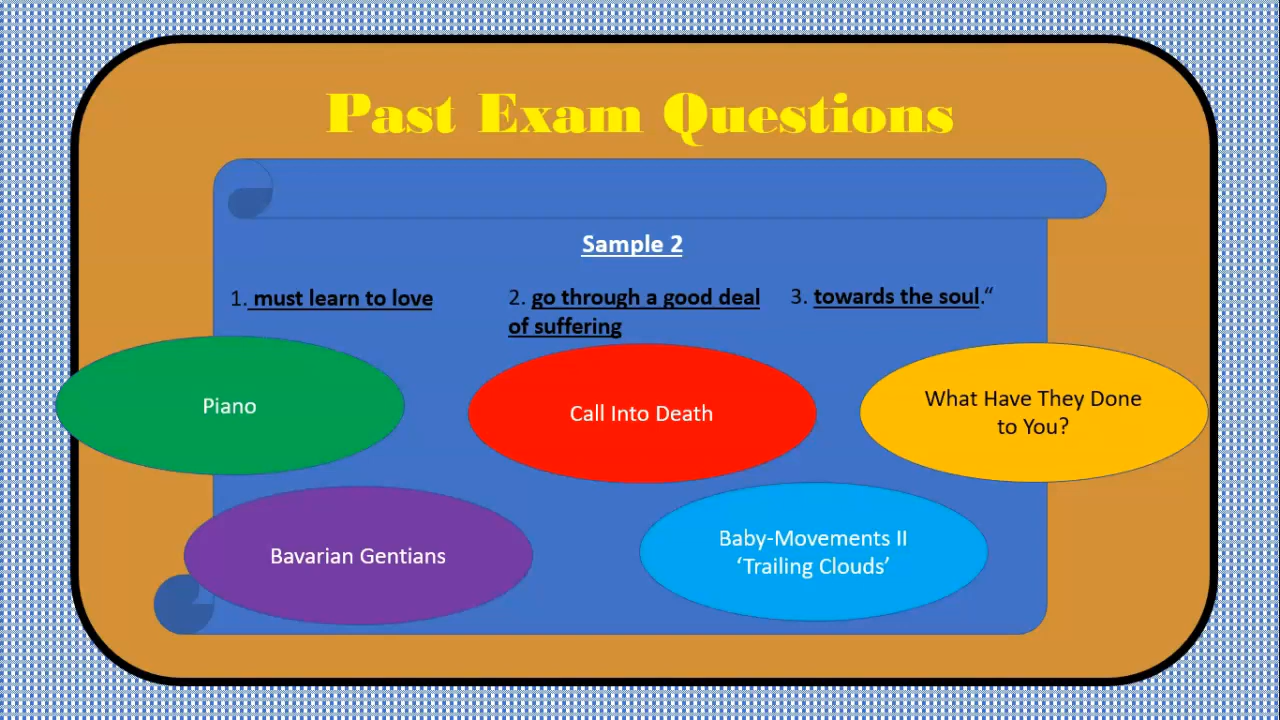 Past Exam Questions
Sample 2
1. must learn to love
2. go through a good deal
of suffering
3. towards the soul.“
Piano
Call Into Death
What Have They Done
to You?
Bavarian Gentians
Baby-Movements II
‘Trailing Clouds’